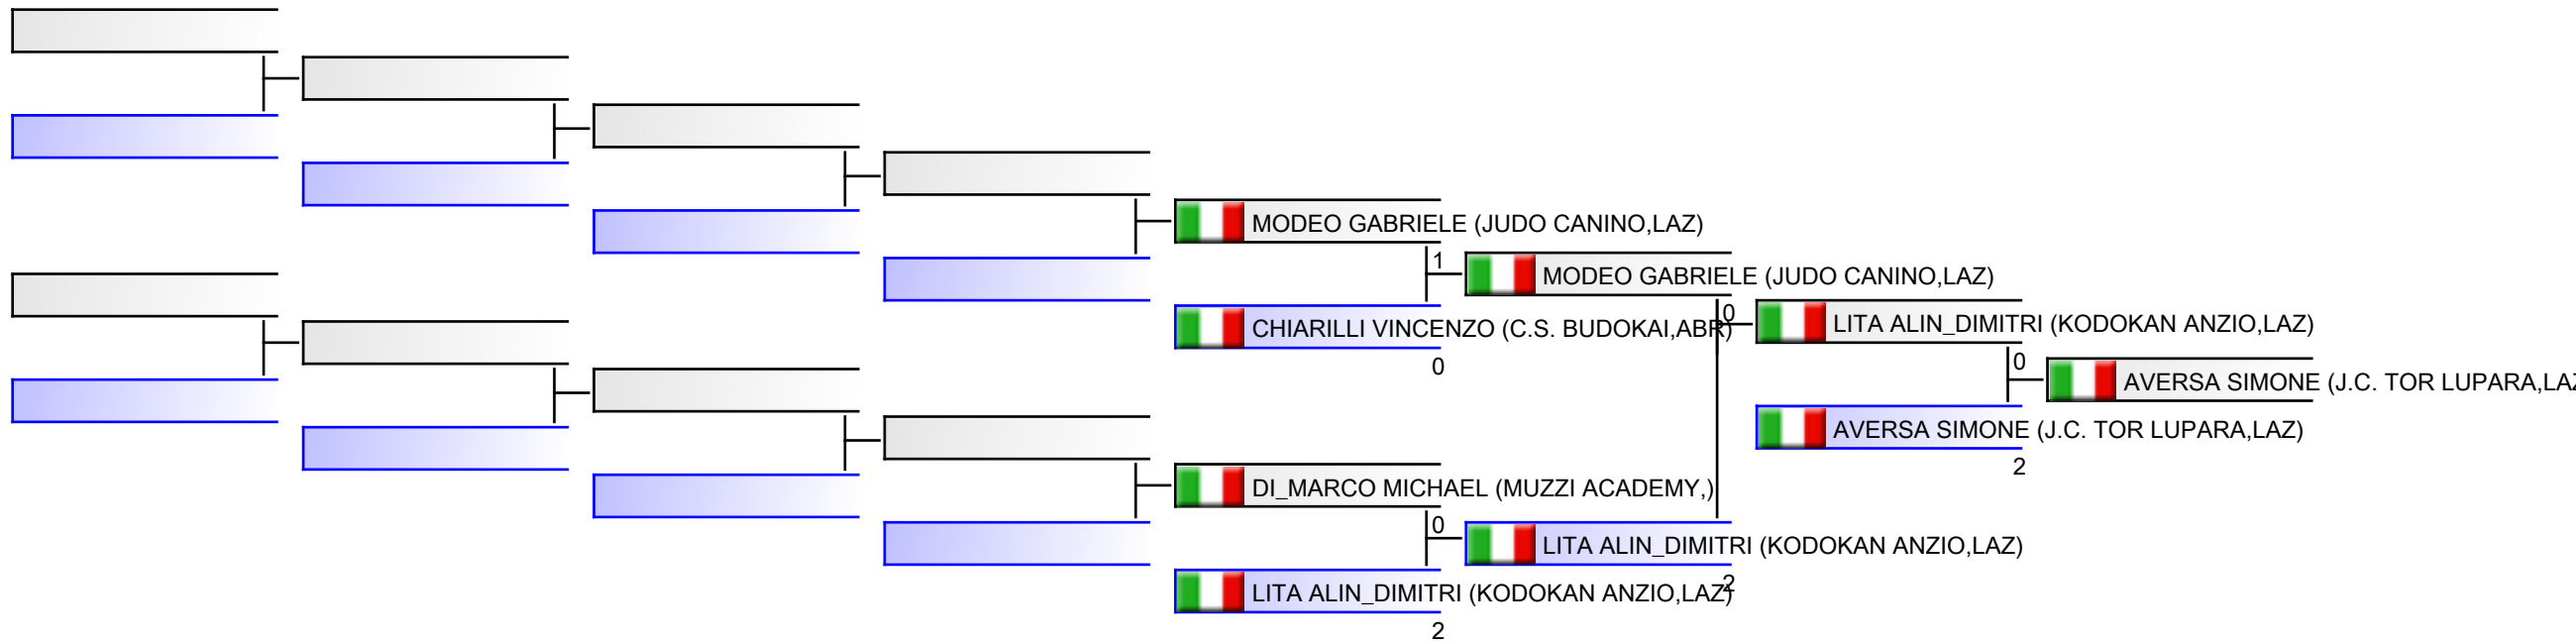 MODEO GABRIELE (JUDO CANINO,LAZ)
1
MODEO GABRIELE (JUDO CANINO,LAZ)
CHIARILLI VINCENZO (C.S. BUDOKAI,ABR)
0
0
LITA ALIN_DIMITRI (KODOKAN ANZIO,LAZ)
0
AVERSA SIMONE (J.C. TOR LUPARA,LAZ
AVERSA SIMONE (J.C. TOR LUPARA,LAZ)
2
DI_MARCO MICHAEL (MUZZI ACADEMY,)
0
LITA ALIN_DIMITRI (KODOKAN ANZIO,LAZ)
2
LITA ALIN_DIMITRI (KODOKAN ANZIO,LAZ)
2